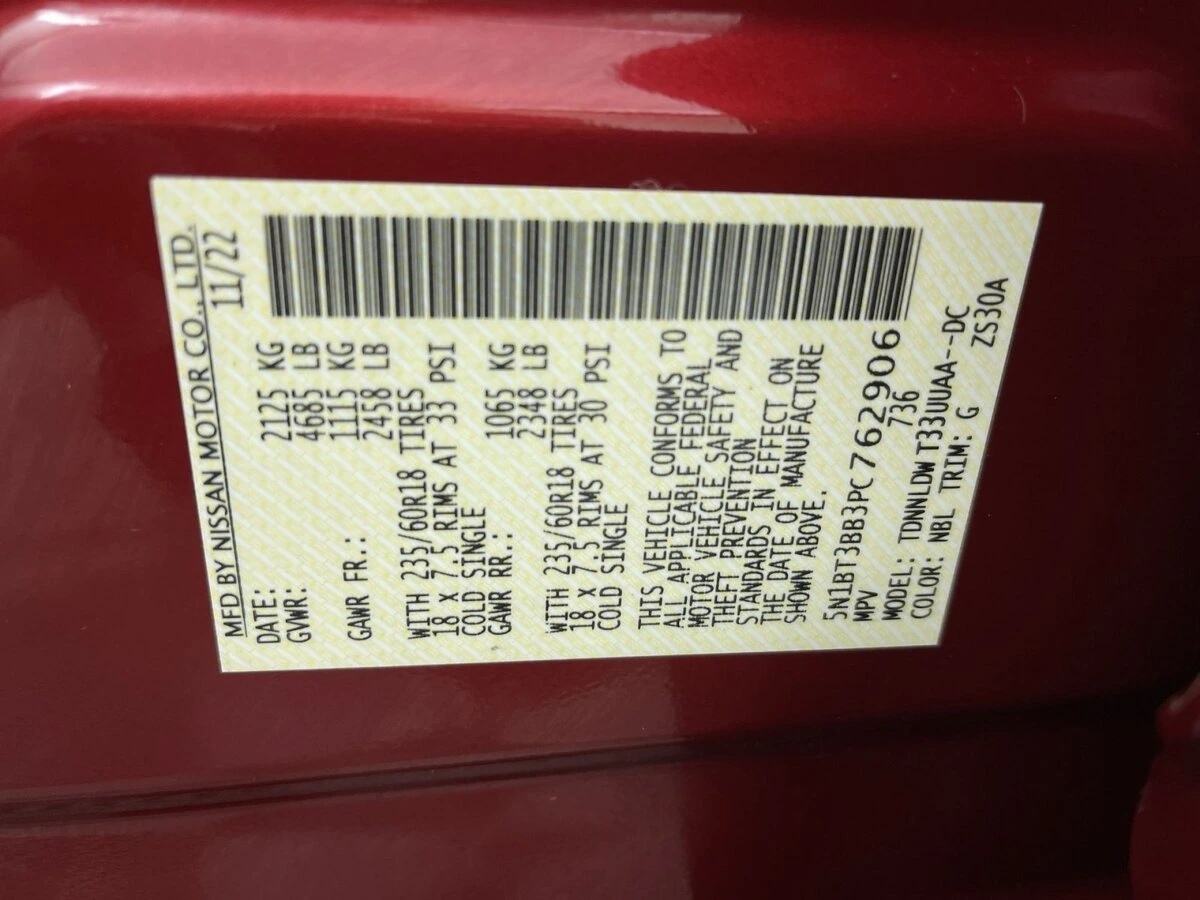 MFD BY NISSAN MOTOR CO., LTD.
DATE: 11/22
GVWR: 2125 KG
4685 LB
GAWR FR.: 1115 KG
2458 LB
WITH 235/60R18 TIRES
18 X 7.5 RIMS AT 33 PSI
COLD SINGLE
GAWR RR.: 1065 KG
2348 LB
WITH 235/60R18 TIRES
18 X 7.5 RIMS AT 30 PSI
COLD SINGLE
THIS VEHICLE CONFORMS TO
ALL APPLICABLE FEDERAL
MOTOR VEHICLE SAFETY AND
THEFT PREVENTION
STANDARDS IN EFFECT ON
THE DATE OF MANUFACTURE
SHOWN ABOVE.
5N1BT3BB3PC762906
MPV 736
MODEL: TDWNNLDW T33UUUAA--DC
COLOR: NBL TRIM: G ZS30A